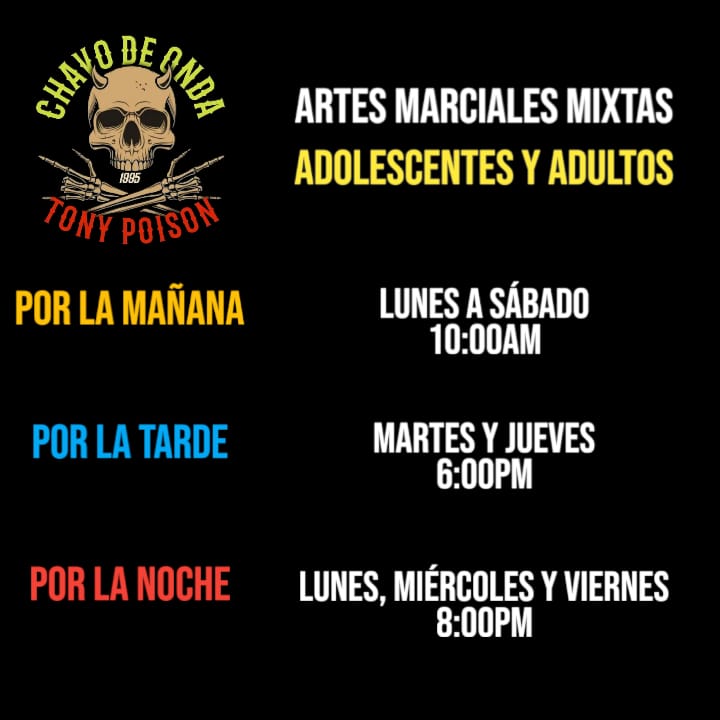 CHAVO DE ONDA
1995
TONY POISON
ARTES MARCIALES MIXTAS
ADOLESCENTES Y ADULTOS
POR LA MAÑANA
LUNES A SÁBADO
10:00AM
POR LA TARDE
MARTES Y JUEVES
6:00PM
POR LA NOCHE
LUNES, MIÉRCOLES Y VIERNES
8:00PM